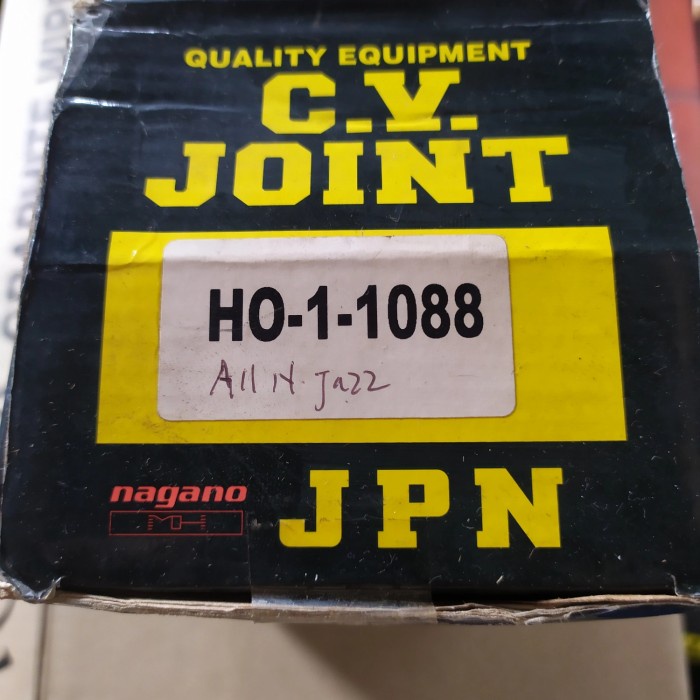 QUALITY EQUIPMENT
C.V.
JOINT
HO-1-1088
All N. Jazz
nagano
JPN